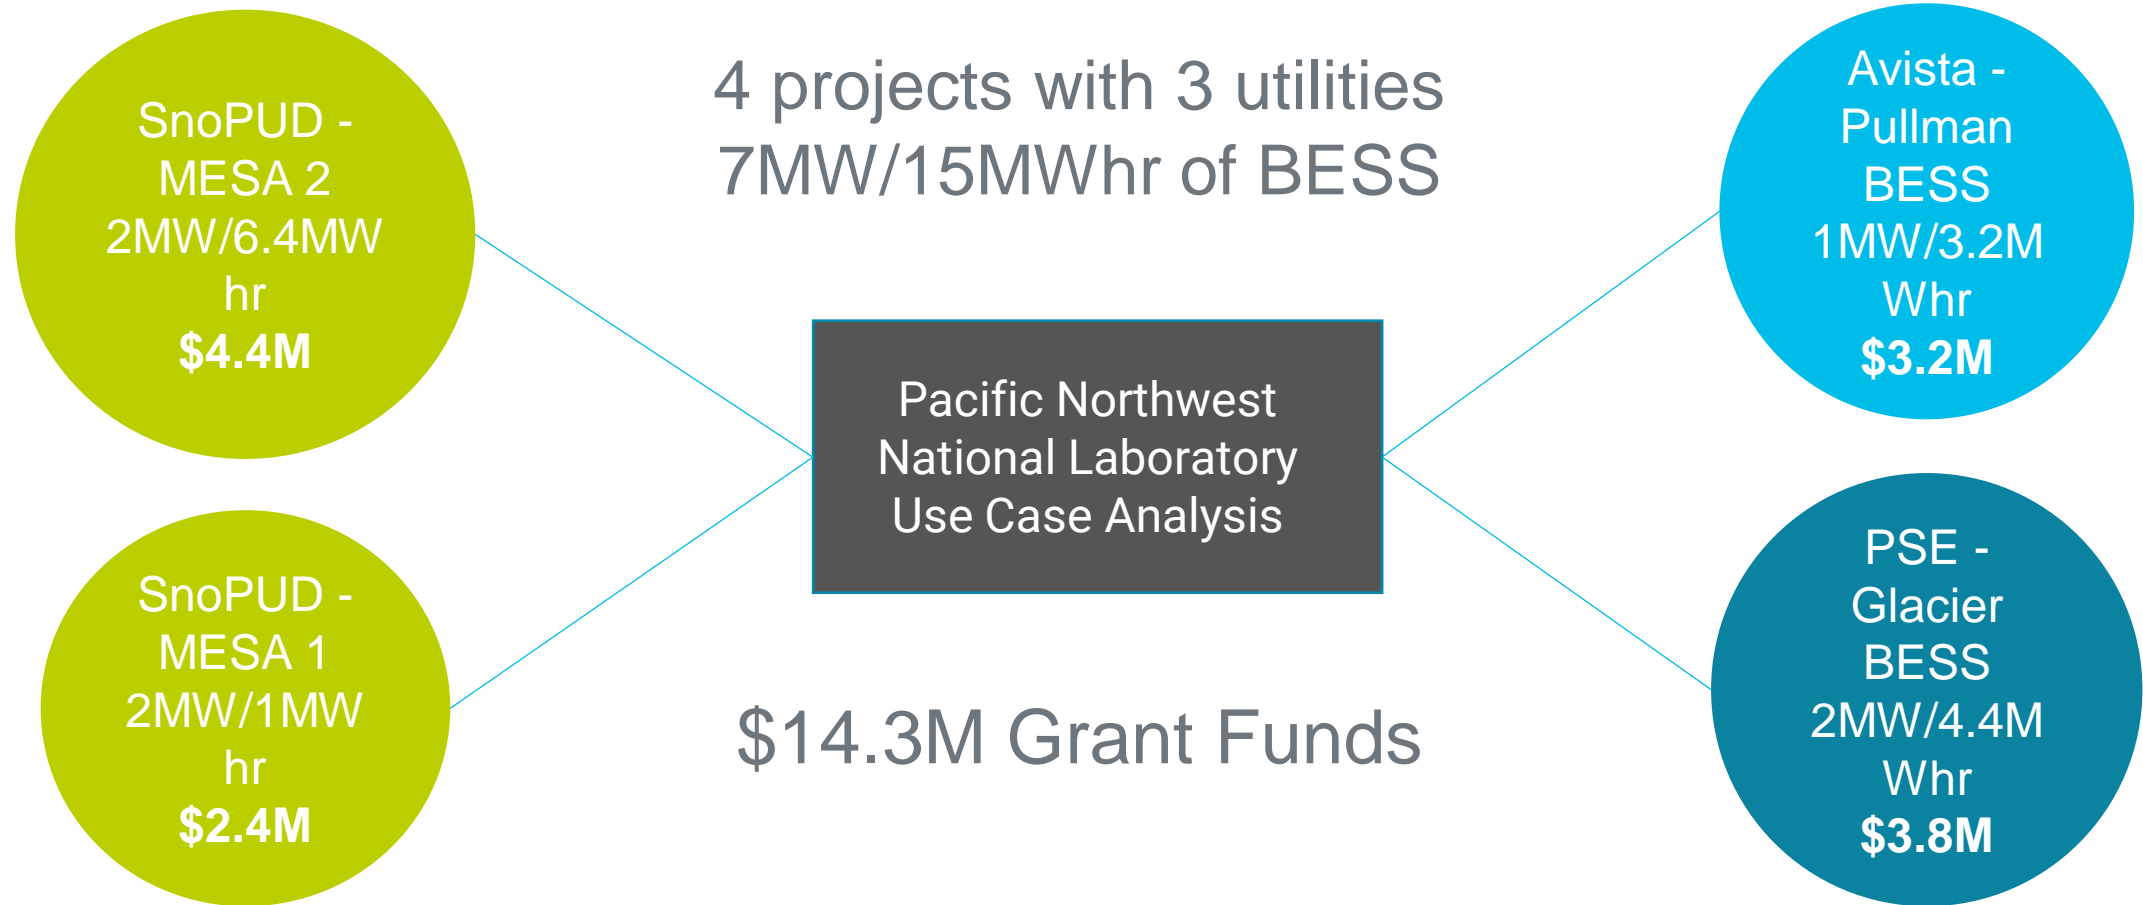 SnoPUD -
MESA 2
2MW/6.4MW
hr
$4.4M
SnoPUD -
MESA 1
2MW/1MW
hr
$2.4M
4 projects with 3 utilities
7MW/15MWhr of BESS
Pacific Northwest
National Laboratory
Use Case Analysis
$14.3M Grant Funds
Avista -
Pullman
BESS
1MW/3.2M
Whr
$3.2M
PSE -
Glacier
BESS
2MW/4.4M
Whr
$3.8M